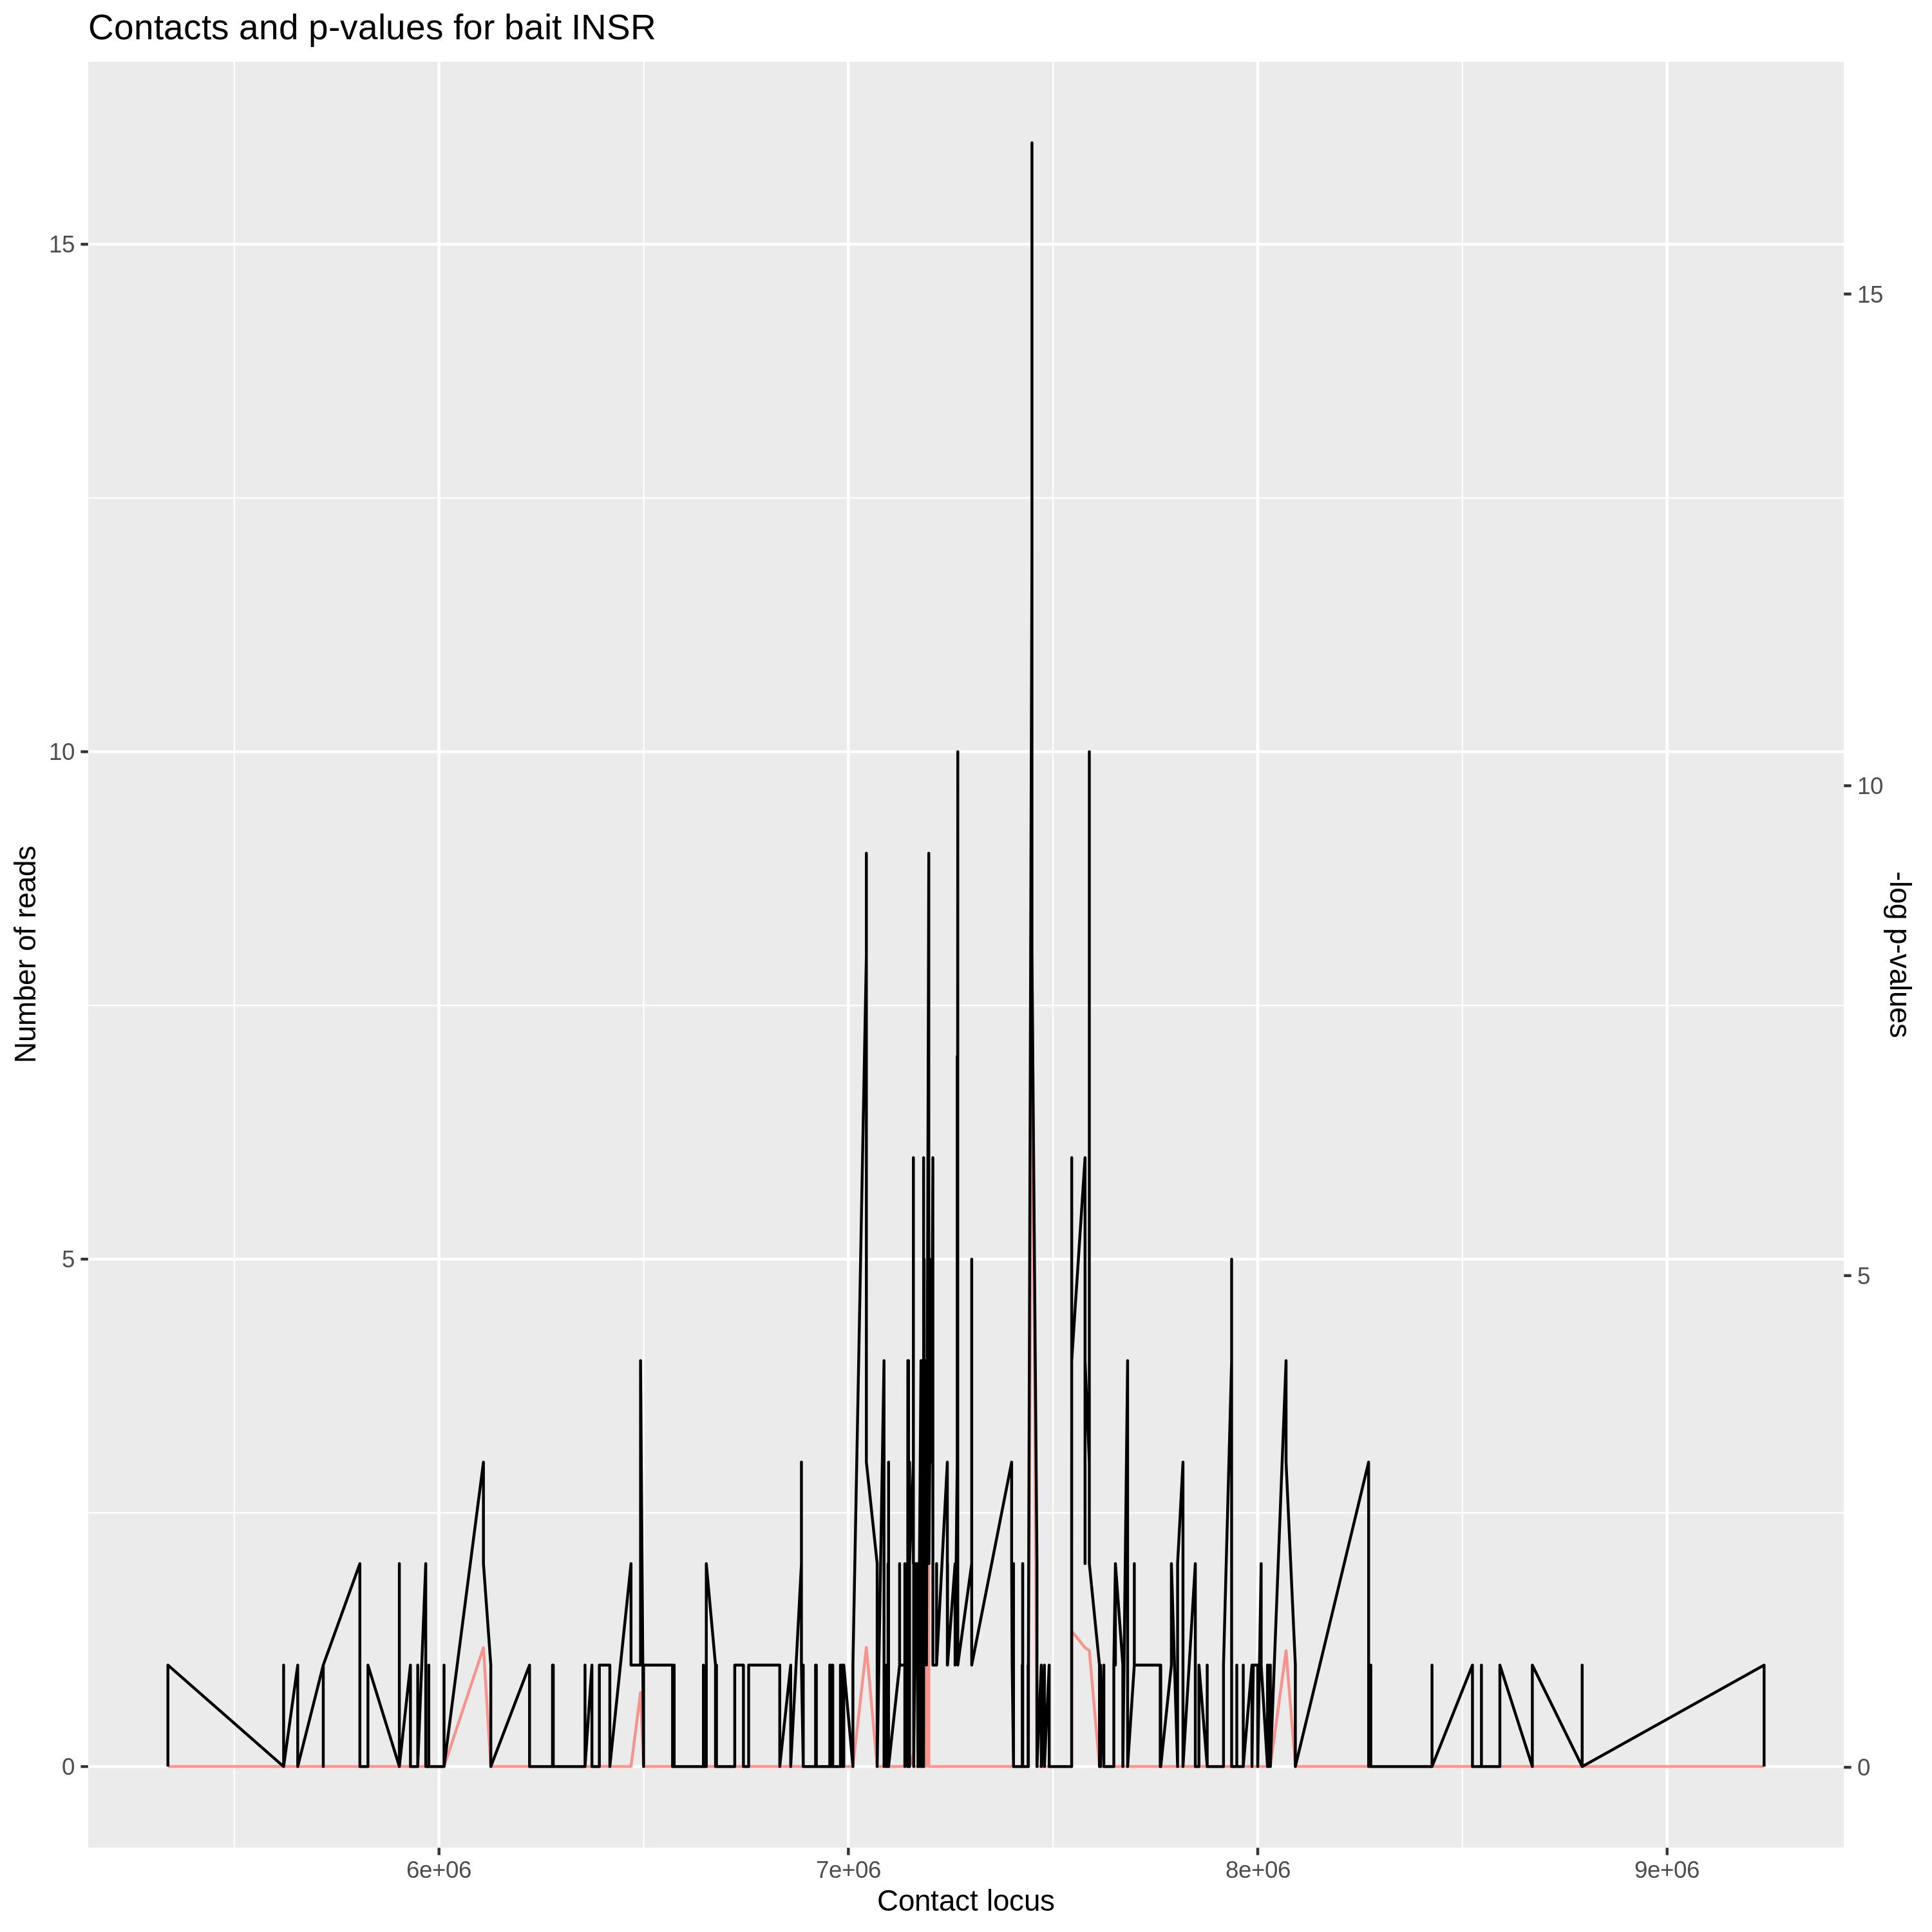 Contacts and p-values for bait INSR
15
10
5
0
Number of reads
15
10
5
0
-log p-values
6e+06
7e+06
8e+06
9e+06
Contact locus